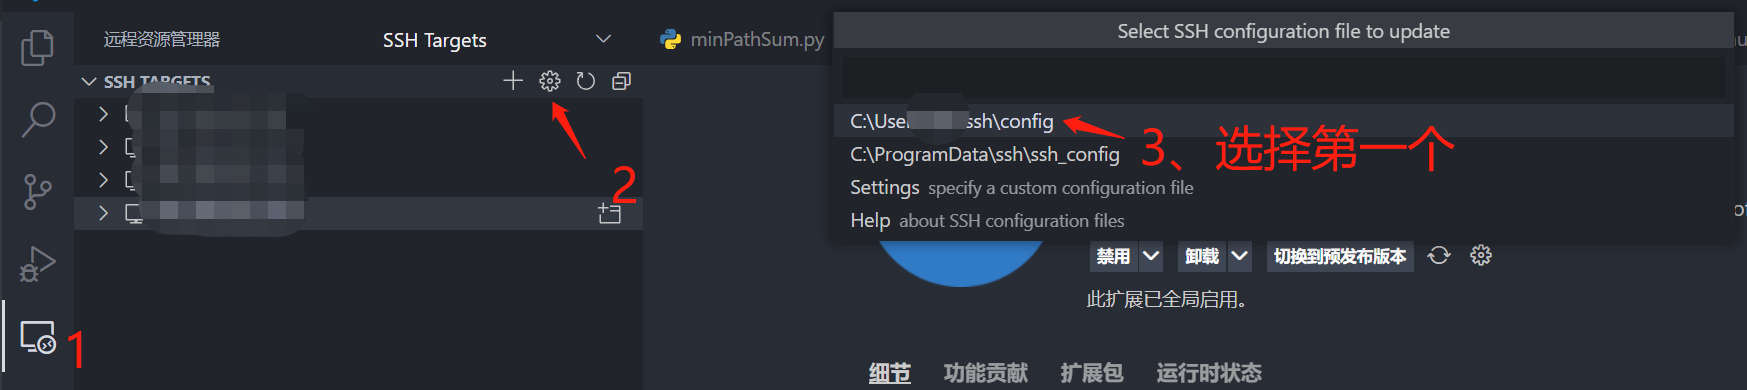 远程资源管理器
SSH Targets
SSH TARGETS
2
1
minPathSum.py
Select SSH configuration file to update
C:\User ssh\config
3、选择第一个
C:\ProgramData\ssh\ssh_config
Settings specify a custom configuration file
Help about SSH configuration files
禁用 卸载 切换到预发布版本
此扩展已全局启用。
细节 功能贡献 扩展包 运行时状态